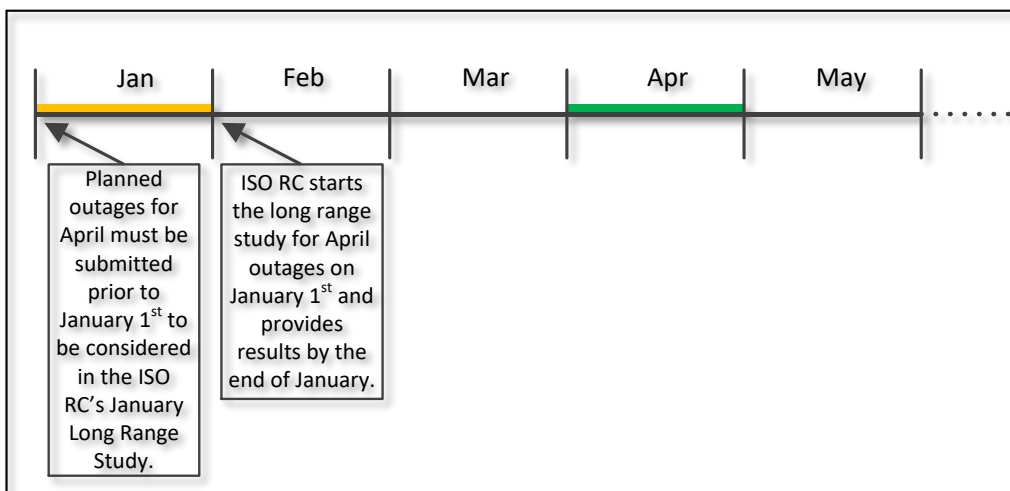 Jan Feb Mar Apr May
Planned
outages for
April must be
submitted
prior to
January 1st to
be considered
in the ISO
RC's January
Long Range
Study.
ISO RC starts
the long range
study for April
outages on
January 1st and
provides
results by the
end of January.